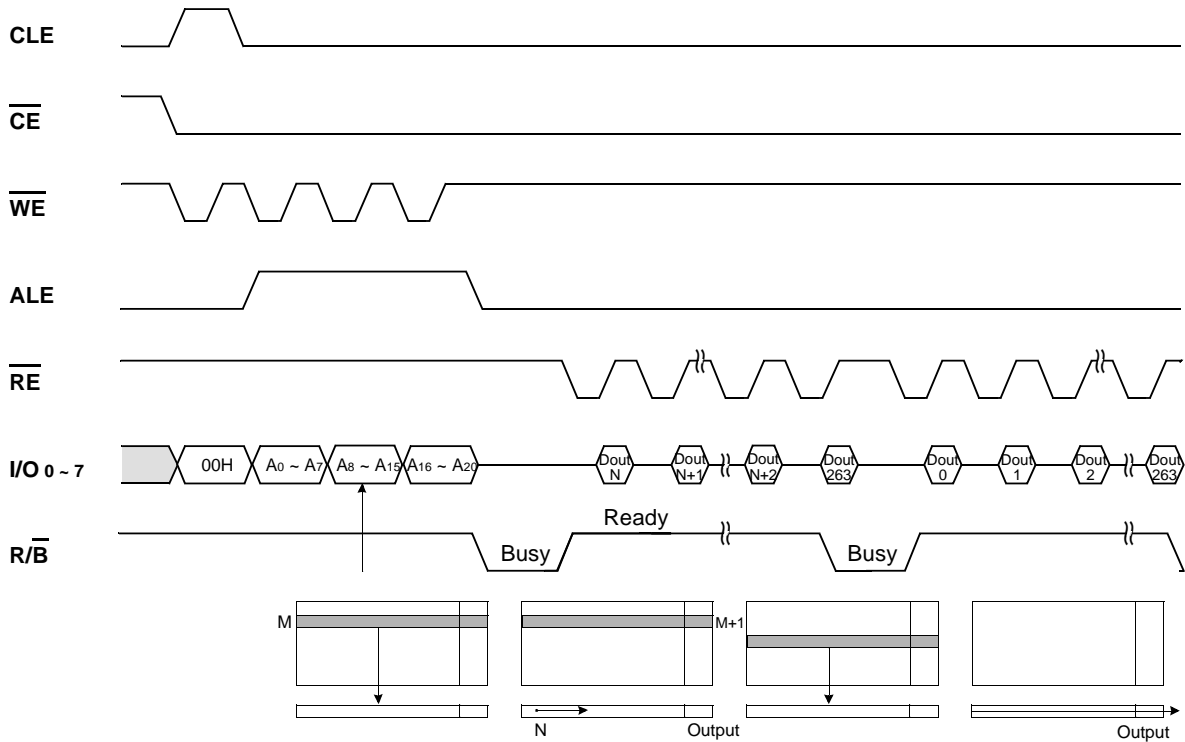 CLE
CE
WE
ALE
RE
I/O 0 ~ 7
00H
A0 ~ A7
A8 ~ A15
A16 ~ A20
Dout
N
Dout
N+1
Dout
N+2
Dout
263
Dout
0
Dout
1
Dout
2
Dout
263
R/B
Busy
Ready
Busy
M
M+1
N
Output
Output